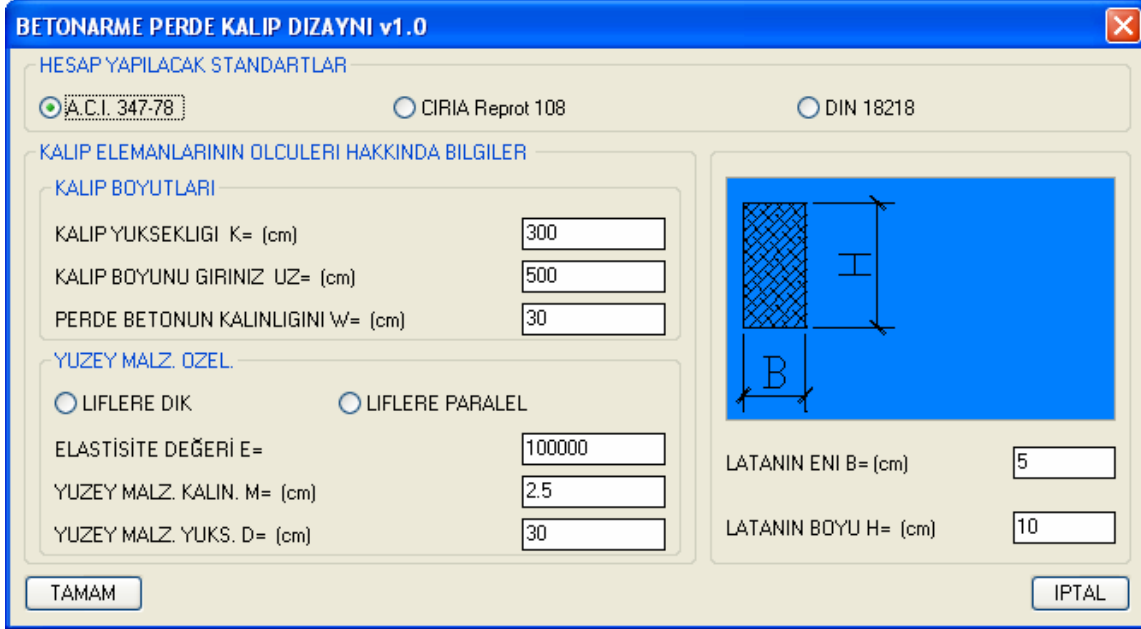 BETONARME PERDE KALIP DIZAYNI v1.0
HESAP YAPILACAK STANDARTLAR
A.C.I. 347-78
CIRIA Reprot 108
DIN 18218
KALIP ELEMANLARININ OLCULERI HAKKINDA BILGILER
KALIP BOYUTLARI
KALIP YUKSEKLIGI K= (cm) 300
KALIP BOYUNU GIRINIZ UZ= (cm) 500
PERDE BETONUN KALINLIGINI W= (cm) 30
YUZEY MALZ. OZEL.
LIFLERE DIK
LIFLERE PARALEL
ELASTİSİTE DEĞERİ E= 100000
YUZEY MALZ. KALIN. M= (cm) 2.5
YUZEY MALZ. YUKS. D= (cm) 30
H
B
LATANIN ENI B= (cm) 5
LATANIN BOYU H= (cm) 10
TAMAM
IPTAL